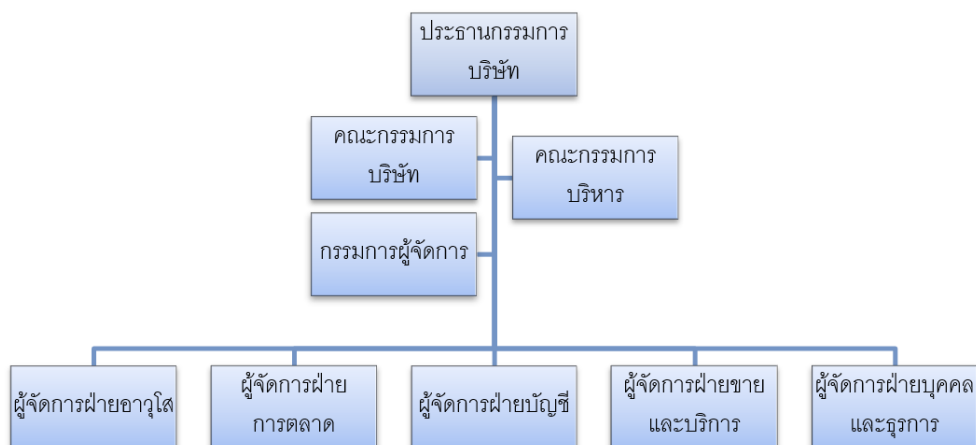 ประธานกรรมการ
บริษัท
คณะกรรมการ
บริษัท
คณะกรรมการ
บริหาร
กรรมการผู้จัดการ
ผู้จัดการฝ่ายอาวุโส
ผู้จัดการฝ่าย
การตลาด
ผู้จัดการฝ่ายบัญชี
ผู้จัดการฝ่ายขาย
และบริการ
ผู้จัดการฝ่ายบุคคล
และธุรการ